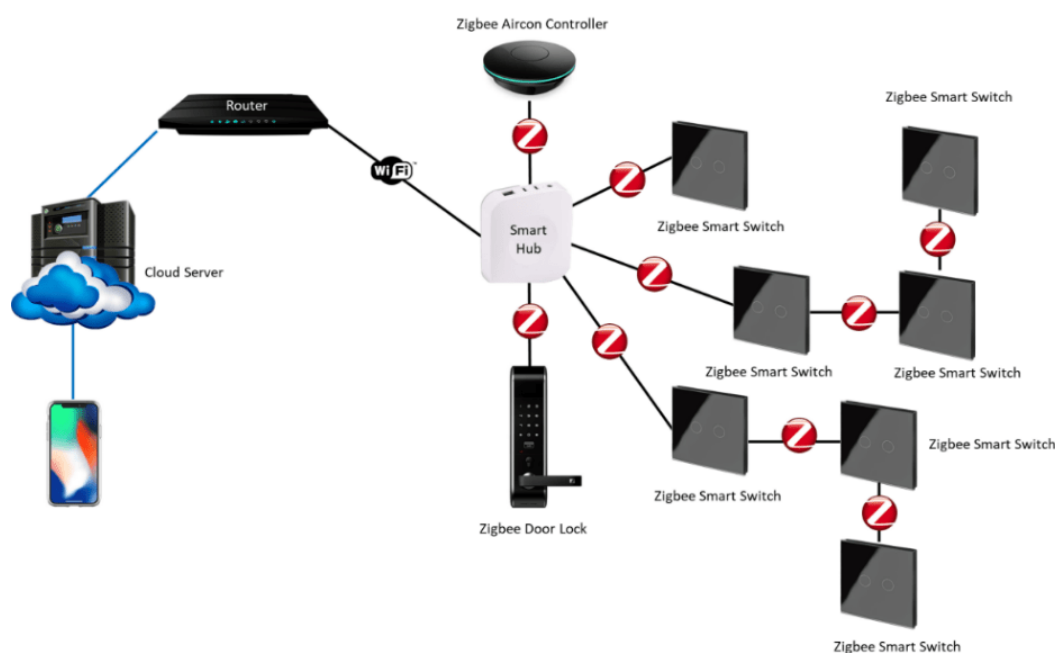 Zigbee Aircon Controller
Router
WiFi™
Zigbee Smart Switch
Smart
Hub
Zigbee Smart Switch
Cloud Server
Zigbee Smart Switch
Zigbee Smart Switch
Zigbee Smart Switch
Zigbee Smart Switch
Zigbee Door Lock
Zigbee Smart Switch